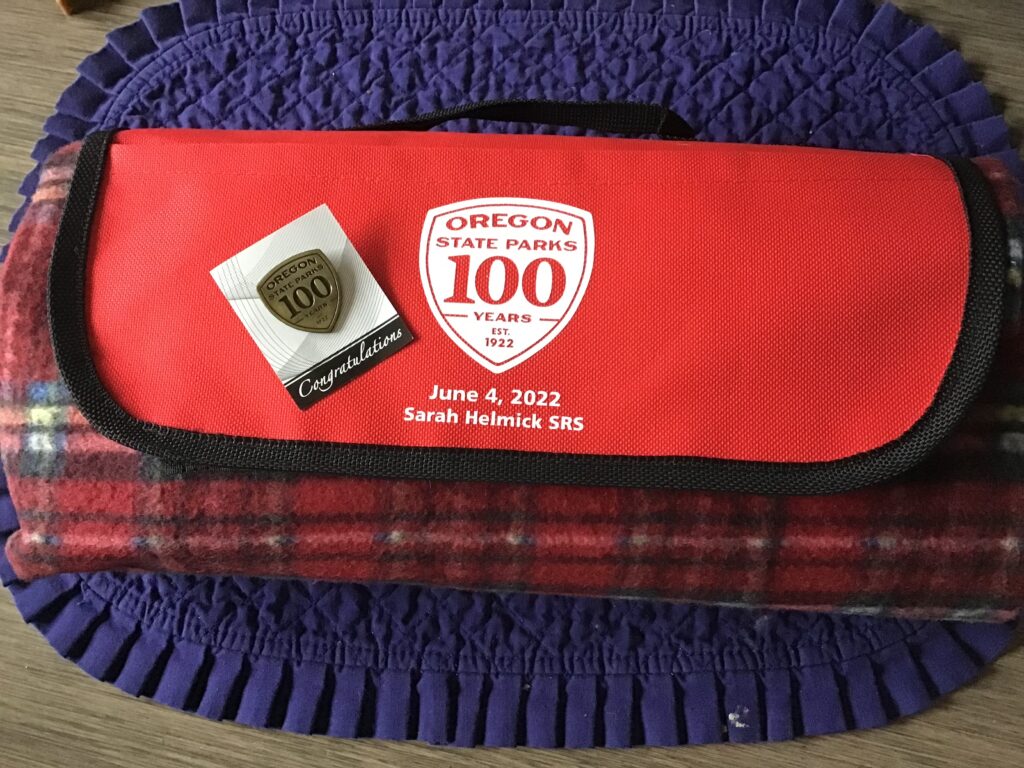 OREGON
STATE PARKS
100
YEARS
Congratulations
OREGON
STATE PARKS
100
YEARS
EST.
1922
June 4, 2022
Sarah Helmick SRS